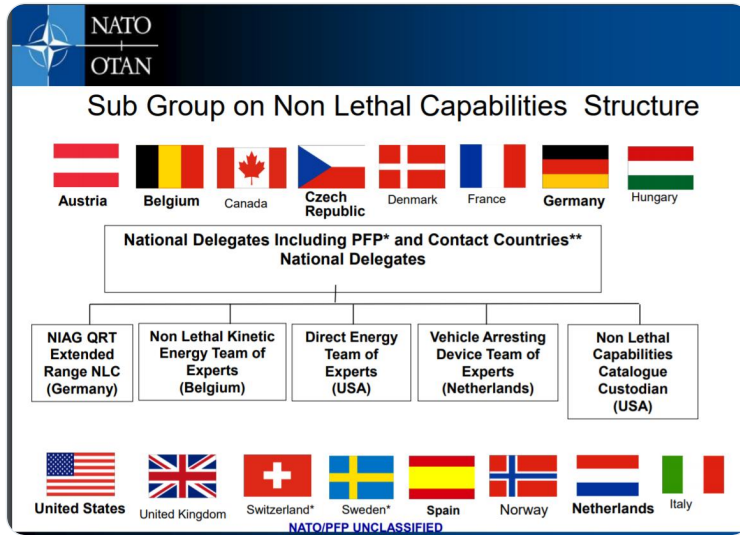 NATO
OTAN
Sub Group on Non Lethal Capabilities Structure
Austria
Belgium
Canada
Czech
Republic
Denmark
France
Germany
Hungary
National Delegates Including PFP* and Contact Countries**
National Delegates
NIAG QRT
Extended
Range NLC
(Germany)
Non Lethal Kinetic
Energy Team of
Experts
(Belgium)
Direct Energy
Team of
Experts
(USA)
Vehicle Arresting
Device Team of
Experts
(Netherlands)
Non Lethal
Capabilities
Catalogue
Custodian
(USA)
United States
United Kingdom
Switzerland*
Sweden*
Spain
Norway
Netherlands
Italy
NATO/PFP UNCLASSIFIED